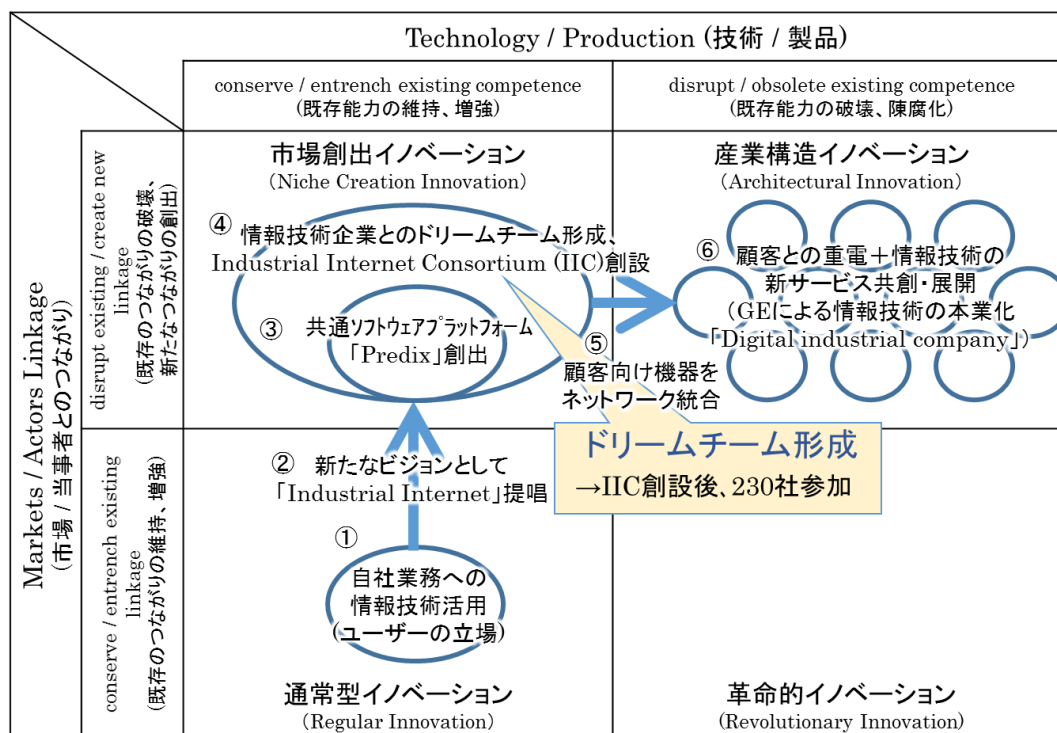 Technology / Production (技術 / 製品)
conserve / entrench existing competence
(既存能力の維持、増強)
disrupt / obsolete existing competence
(既存能力の破壊、陳腐化)
Markets / Actors Linkage
(市場 / 当事者とのつながり)
disrupt existing / create new
linkage
(既存のつながりの破壊、
新たなつながりの創出)
市場創出イノベーション
(Niche Creation Innovation)
④ 情報技術企業とのドリームチーム形成、
Industrial Internet Consortium (IIC)創設
③ 共通ソフトウェアプラットフォーム
「Predix」創出
産業構造イノベーション
(Architectural Innovation)
⑥ 顧客との重電+情報技術の
新サービス共創・展開
(GEによる情報技術の本業化
「Digital industrial company」)
⑤
顧客向け機器を
ネットワーク統合
ドリームチーム形成
→IIC創設後、230社参加
conserve / entrench existing
linkage
(既存のつながりの維持、増強)
② 新たなビジョンとして
「Industrial Internet」提唱
①
自社業務への
情報技術活用
(ユーザーの立場)
通常型イノベーション
(Regular Innovation)
革命的イノベーション
(Revolutionary Innovation)